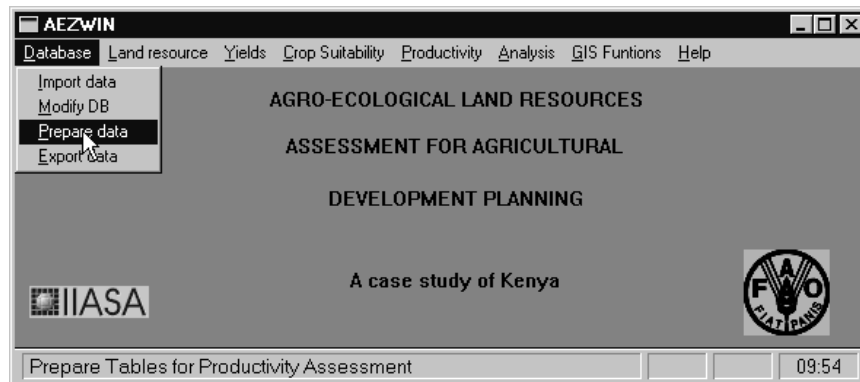 AEZWIN
Database Land resource Yields Crop Suitability Productivity Analysis GIS Funtions Help
Import data
Modify DB
Prepare data
Export data
AGRO-ECOLOGICAL LAND RESOURCES
ASSESSMENT FOR AGRICULTURAL
DEVELOPMENT PLANNING
A case study of Kenya
IIASA
F A O
FIAT PANIS
Prepare Tables for Productivity Assessment 09:54